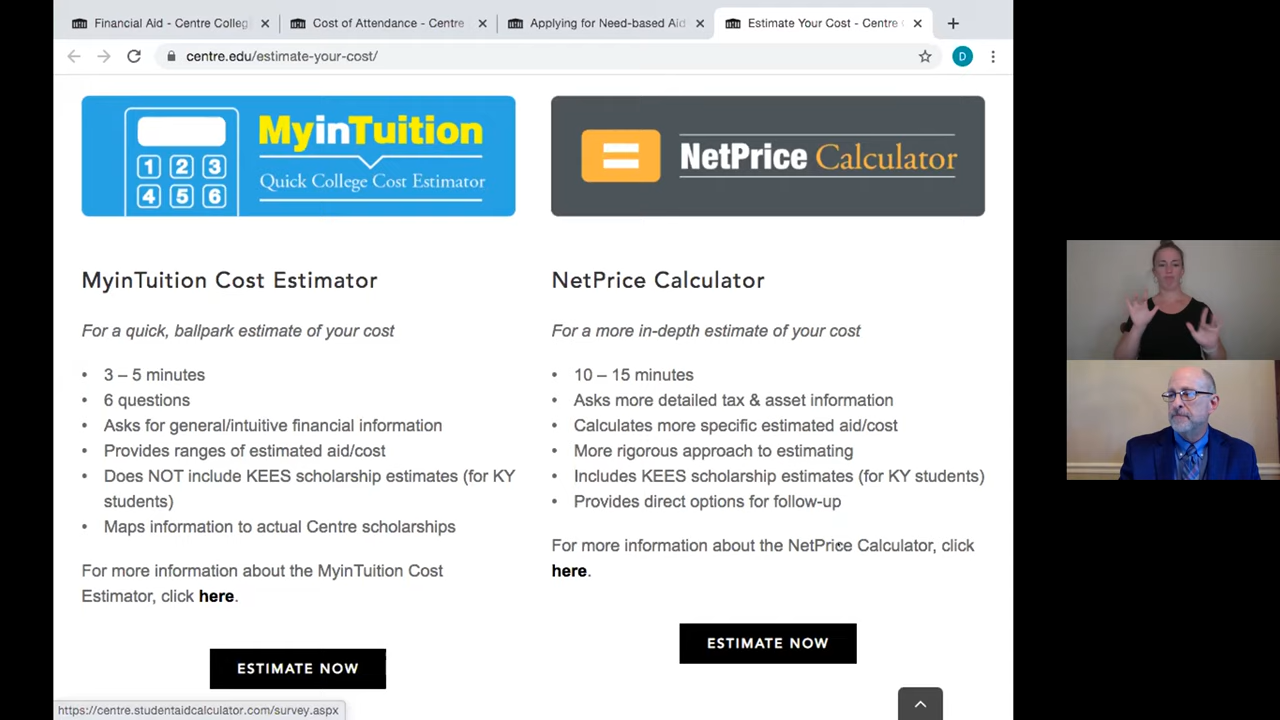 Financial Aid - Centre Colleg
Cost of Attendance - Centre
Applying for Need-based Aid
Estimate Your Cost - Centre
centre.edu/estimate-your-cost/
D
MyinTuition
Quick College Cost Estimator
1 2 3
4 5 6
= NetPrice Calculator
MyinTuition Cost Estimator
For a quick, ballpark estimate of your cost
• 3 – 5 minutes
• 6 questions
• Asks for general/intuitive financial information
• Provides ranges of estimated aid/cost
• Does NOT include KEES scholarship estimates (for KY
students)
• Maps information to actual Centre scholarships
For more information about the MyinTuition Cost
Estimator, click here.
ESTIMATE NOW
NetPrice Calculator
For a more in-depth estimate of your cost
• 10 – 15 minutes
• Asks more detailed tax & asset information
• Calculates more specific estimated aid/cost
• More rigorous approach to estimating
• Includes KEES scholarship estimates (for KY students)
• Provides direct options for follow-up
For more information about the NetPrice Calculator, click
here.
ESTIMATE NOW
https://centre.studentaidcalculator.com/survey.aspx